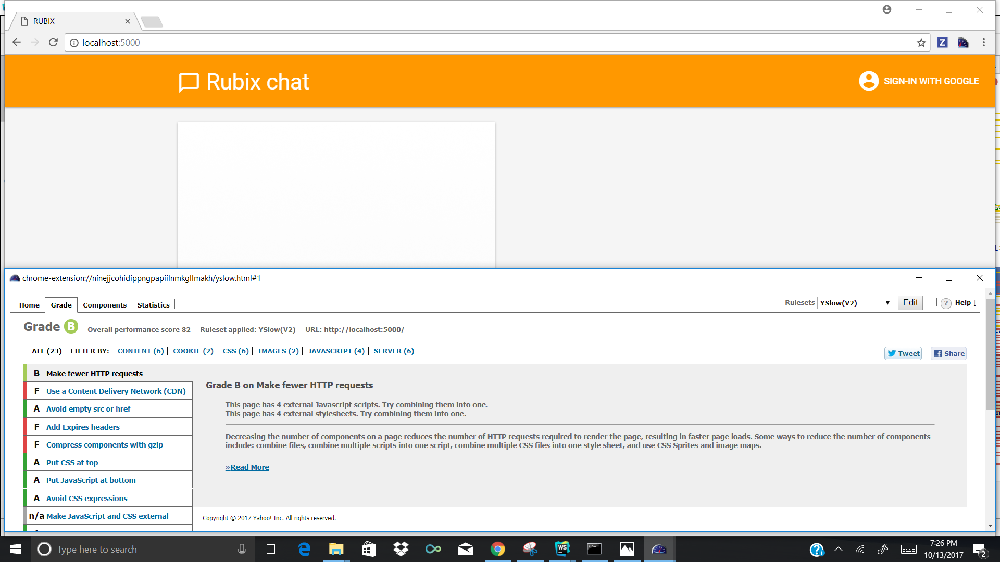 RUBIX
localhost:5000
Z
Rubix chat
SIGN-IN WITH GOOGLE
chrome-extension://ninejjcohidippngpapiilnmkgllmakh/yslow.html#1
Home Grade Components Statistics
Rulesets YSlow(V2) Edit ? Help ↓
Grade B Overall performance score 82 Ruleset applied: YSlow(V2) URL: http://localhost:5000/
ALL (23) FILTER BY: CONTENT (6) COOKIE (2) CSS (6) IMAGES (2) JAVASCRIPT (4) SERVER (6)
Tweet Share
B Make fewer HTTP requests
F Use a Content Delivery Network (CDN)
A Avoid empty src or href
F Add Expires headers
F Compress components with gzip
A Put CSS at top
A Put JavaScript at bottom
A Avoid CSS expressions
n/a Make JavaScript and CSS external
Grade B on Make fewer HTTP requests
This page has 4 external Javascript scripts. Try combining them into one.
This page has 4 external stylesheets. Try combining them into one.
Decreasing the number of components on a page reduces the number of HTTP requests required to render the page, resulting in faster page loads. Some ways to reduce the number of components
include: combine files, combine multiple scripts into one script, combine multiple CSS files into one style sheet, and use CSS Sprites and image maps.
»Read More
Copyright © 2017 Yahoo! Inc. All rights reserved.
Type here to search
WS
7:26 PM
10/13/2017
2